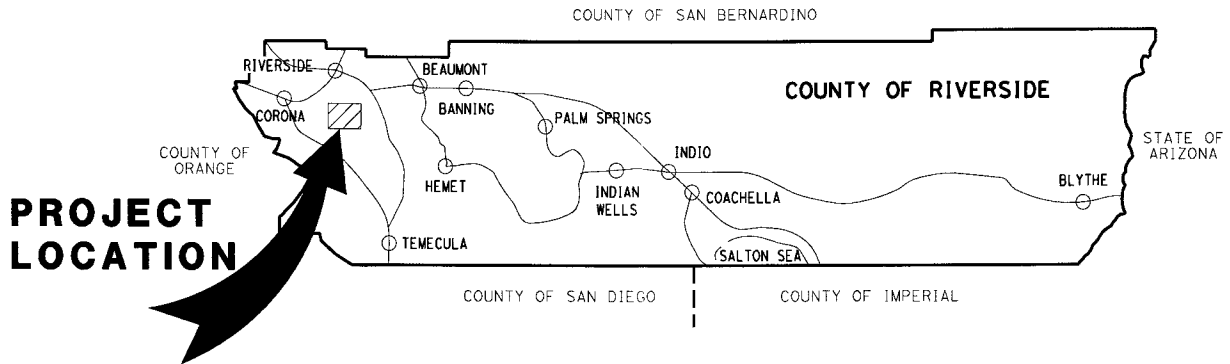 COUNTY OF SAN BERNARDINO
RIVERSIDE
BEAUMONT
COUNTY OF RIVERSIDE
CORONA
BANNING
PALM SPRINGS
STATE OF
ARIZONA
COUNTY OF
ORANGE
INDIO
HEMET
INDIAN
WELLS
COACHELLA
BLYTHE
PROJECT
LOCATION
TEMECULA
SALTON SEA
COUNTY OF SAN DIEGO
COUNTY OF IMPERIAL